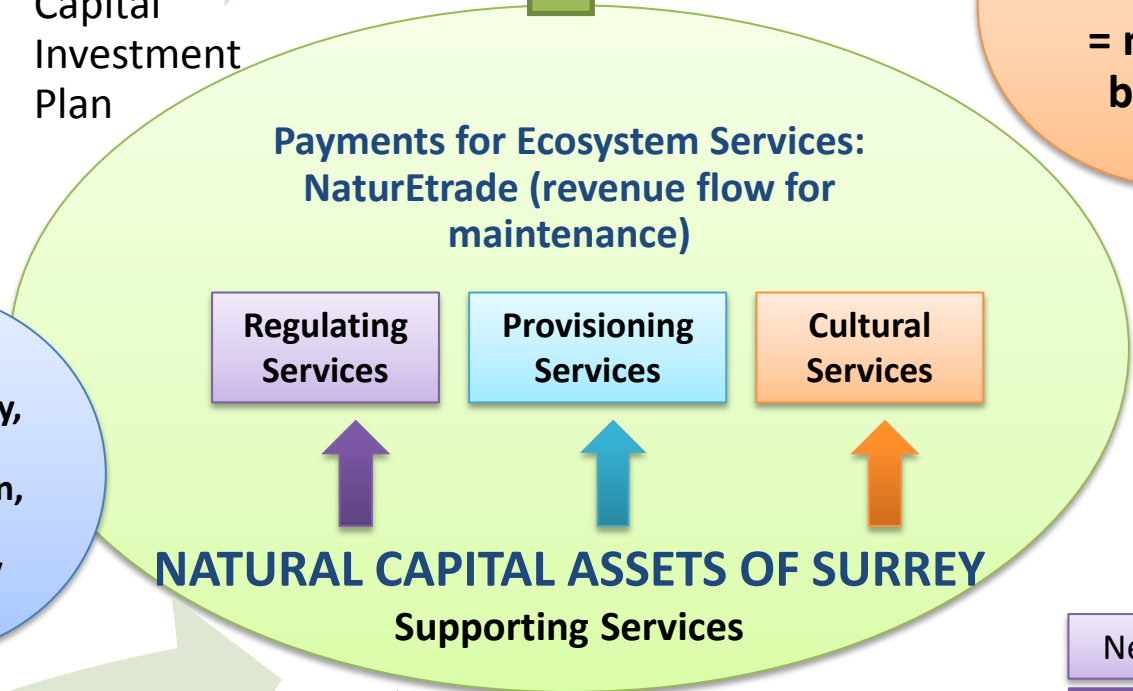 Capital
Investment
Plan
Payments for Ecosystem Services:
NaturEtrade (revenue flow for
maintenance)
Regulating
Services
Provisioning
Services
Cultural
Services
NATURAL CAPITAL ASSETS OF SURREY
Supporting Services